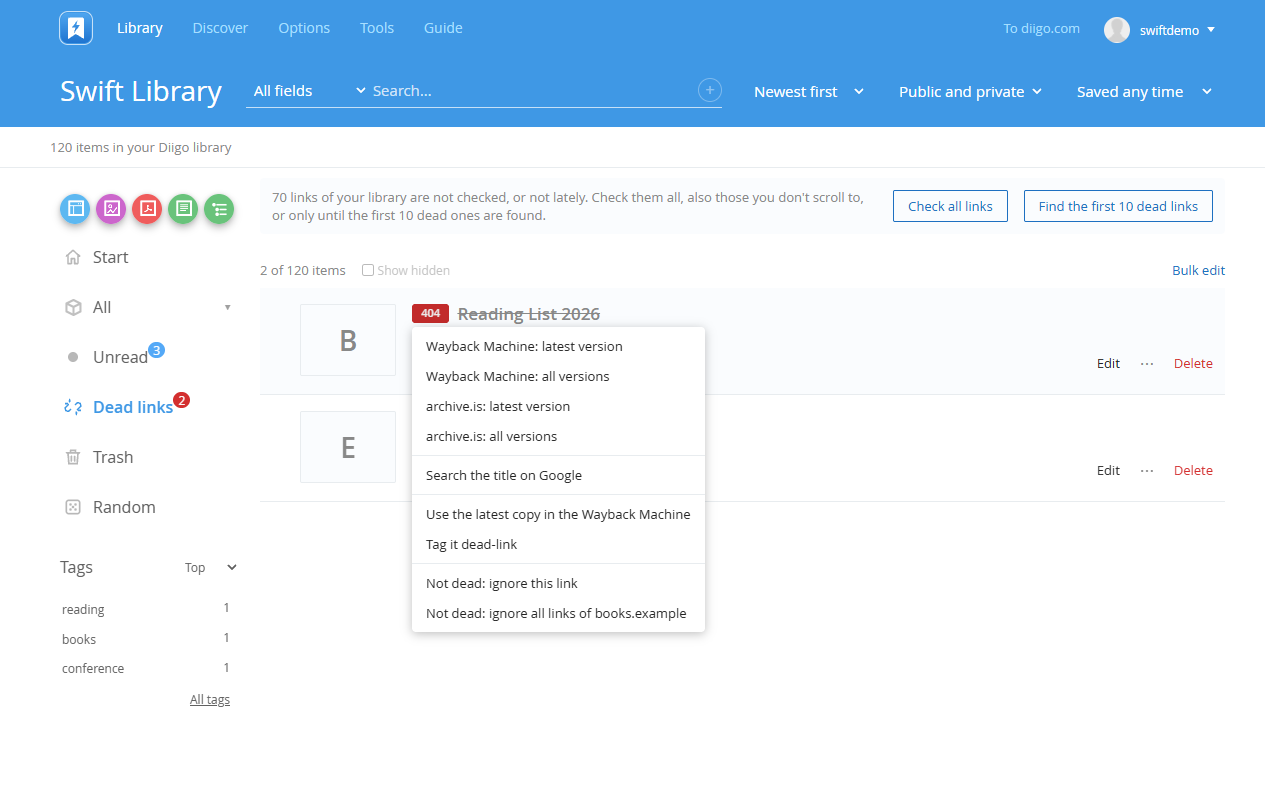 Library Discover Options Tools Guide To diigo.com swiftdemo
Swift Library All fields Search... Newest first Public and private Saved any time
120 items in your Diigo library
70 links of your library are not checked, or not lately. Check them all, also those you don't scroll to,
or only until the first 10 dead ones are found.
Check all links Find the first 10 dead links
Start
All
Unread 3
Dead links 2
Trash
Random
Tags Top
reading 1
books 1
conference 1
All tags
2 of 120 items Show hidden Bulk edit
B 404 Reading List 2026
Edit ... Delete
E
Edit ... Delete
Wayback Machine: latest version
Wayback Machine: all versions
archive.is: latest version
archive.is: all versions
Search the title on Google
Use the latest copy in the Wayback Machine
Tag it dead-link
Not dead: ignore this link
Not dead: ignore all links of books.example